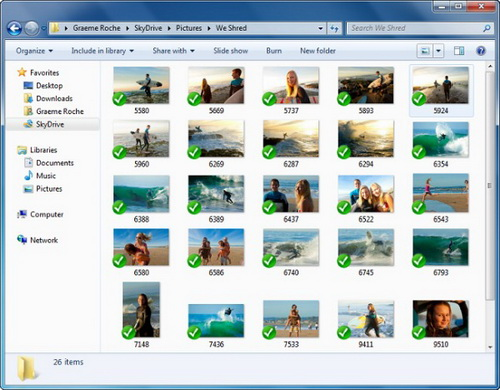 Graeme Roche ▸ SkyDrive ▸ Pictures ▸ We Shred
Search We Shred
Organize Include in library Share with Slide show Burn New folder
Favorites
Desktop
Downloads
Graeme Roche
SkyDrive
Libraries
Documents
Music
Pictures
Computer
Network
5580 5669 5737 5893 5924
5960 6269 6287 6294 6354
6388 6389 6437 6522 6543
6580 6586 6740 6745 6793
7148 7436 7533 9411 9510
26 items